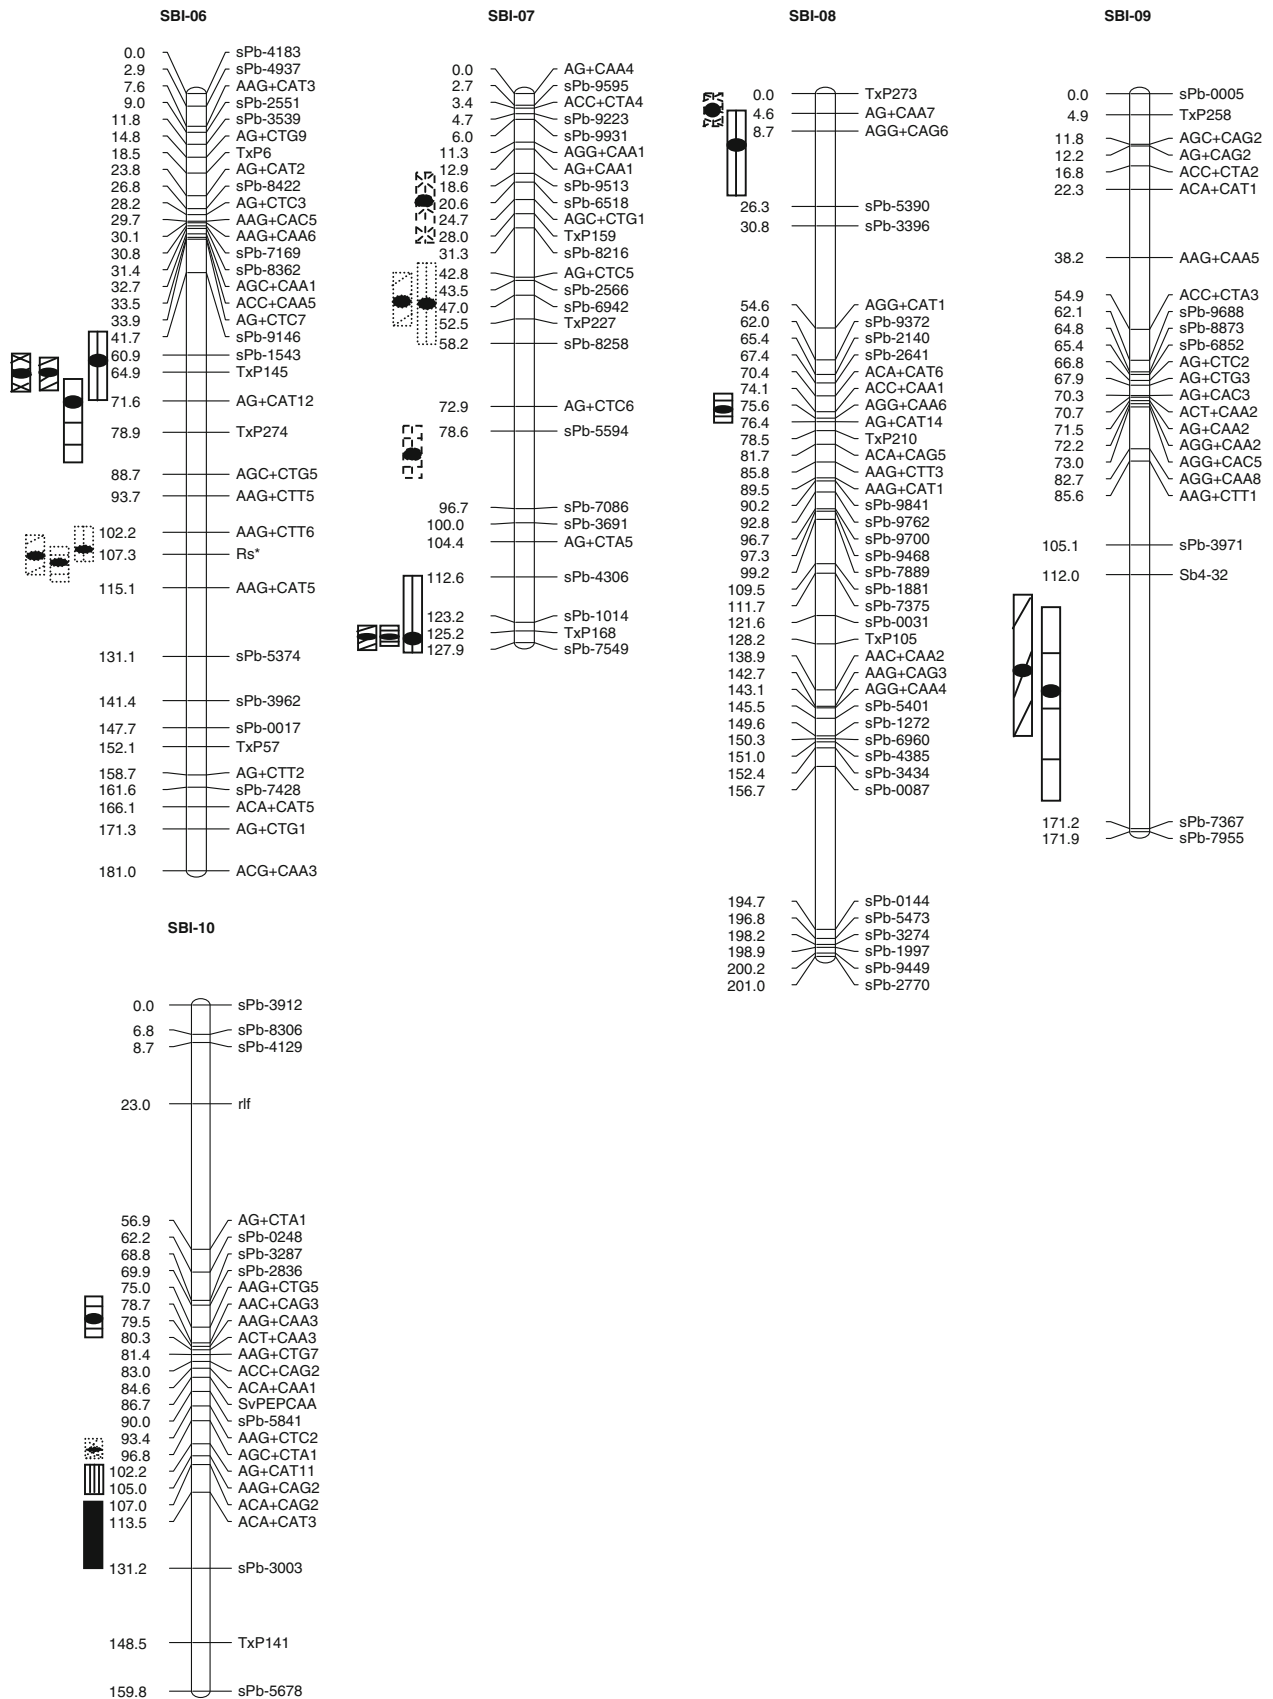 SBI-06
0.0 sPb-4183
2.9 sPb-4937
7.6 AAG+CAT3
9.0 sPb-2551
11.8 sPb-3539
14.8 AG+CTG9
18.5 TxP6
23.8 AG+CAT2
26.8 sPb-8422
28.2 AG+CTC3
29.7 AAG+CAC5
30.1 AAG+CAA6
30.8 sPb-7169
31.4 sPb-8362
32.7 AGC+CAA1
33.5 ACC+CAA5
33.9 AG+CTC7
41.7 sPb-9146
60.9 sPb-1543
64.9 TxP145
71.6 AG+CAT12
78.9 TxP274
88.7 AGC+CTG5
93.7 AAG+CTT5
102.2 AAG+CTT6
107.3 Rs*
115.1 AAG+CAT5
131.1 sPb-5374
141.4 sPb-3962
147.7 sPb-0017
152.1 TxP57
158.7 AG+CTT2
161.6 sPb-7428
166.1 ACA+CAT5
171.3 AG+CTG1
181.0 ACG+CAA3
SBI-07
0.0 AG+CAA4
2.7 sPb-9595
3.4 ACC+CTA4
4.7 sPb-9223
6.0 sPb-9931
11.3 AGG+CAA1
12.9 AG+CAA1
18.6 sPb-9513
20.6 sPb-6518
24.7 AGC+CTG1
28.0 TxP159
31.3 sPb-8216
42.8 AG+CTC5
43.5 sPb-2566
47.0 sPb-6942
52.5 TxP227
58.2 sPb-8258
72.9 AG+CTC6
78.6 sPb-5594
96.7 sPb-7086
100.0 sPb-3691
104.4 AG+CTA5
112.6 sPb-4306
123.2 sPb-1014
125.2 TxP168
127.9 sPb-7549
SBI-08
0.0 TxP273
4.6 AG+CAA7
8.7 AGG+CAG6
26.3 sPb-5390
30.8 sPb-3396
54.6 AGG+CAT1
62.0 sPb-9372
65.4 sPb-2140
67.4 sPb-2641
70.4 ACA+CAT6
74.1 ACC+CAA1
75.6 AGG+CAA6
76.4 AG+CAT14
78.5 TxP210
81.7 ACA+CAG5
85.8 AAG+CTT3
89.5 AAG+CAT1
90.2 sPb-9841
92.8 sPb-9762
96.7 sPb-9700
97.3 sPb-9468
99.2 sPb-7889
109.5 sPb-1881
111.7 sPb-7375
121.6 sPb-0031
128.2 TxP105
138.9 AAC+CAA2
142.7 AAG+CAG3
143.1 AGG+CAA4
145.5 sPb-5401
149.6 sPb-1272
150.3 sPb-6960
151.0 sPb-4385
152.4 sPb-3434
156.7 sPb-0087
194.7 sPb-0144
196.8 sPb-5473
198.2 sPb-3274
198.9 sPb-1997
200.2 sPb-9449
201.0 sPb-2770
SBI-09
0.0 sPb-0005
4.9 TxP258
11.8 AGC+CAG2
12.2 AG+CAG2
16.8 ACC+CTA2
22.3 ACA+CAT1
38.2 AAG+CAA5
54.9 ACC+CTA3
62.1 sPb-9688
64.8 sPb-8873
65.4 sPb-6852
66.8 AG+CTC2
67.9 AG+CTG3
70.3 AG+CAC3
70.7 ACT+CAA2
71.5 AG+CAA2
72.2 AGG+CAA2
73.0 AGG+CAC5
82.7 AGG+CAA8
85.6 AAG+CTT1
105.1 sPb-3971
112.0 Sb4-32
171.2 sPb-7367
171.9 sPb-7955
SBI-10
0.0 sPb-3912
6.8 sPb-8306
8.7 sPb-4129
23.0 rlf
56.9 AG+CTA1
62.2 sPb-0248
68.8 sPb-3287
69.9 sPb-2836
75.0 AAG+CTG5
78.7 AAC+CAG3
79.5 AAG+CAA3
80.3 ACT+CAA3
81.4 AAG+CTG7
83.0 ACC+CAG2
84.6 ACA+CAA1
86.7 SvPEPCAA
90.0 sPb-5841
93.4 AAG+CTC2
96.8 AGC+CTA1
102.2 AG+CAT11
105.0 AAG+CAG2
107.0 ACA+CAG2
113.5 ACA+CAT3
131.2 sPb-3003
148.5 TxP141
159.8 sPb-5678